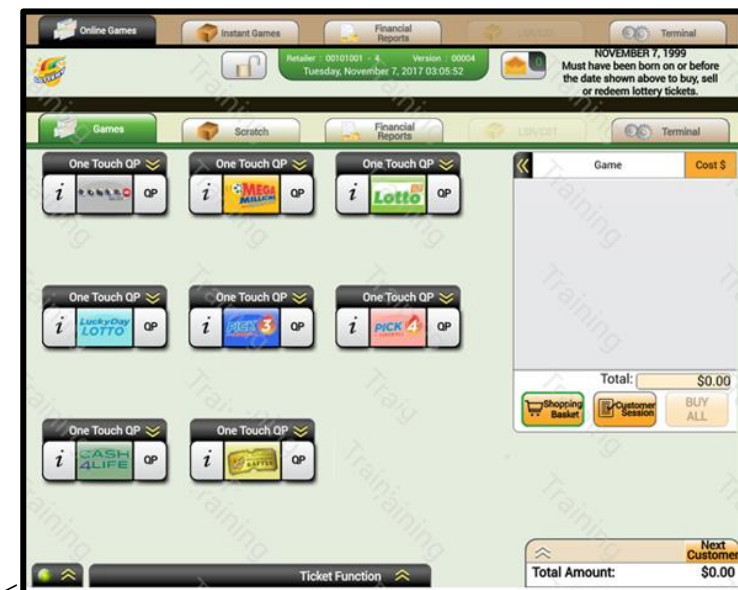 Online Games
Instant Games
Financial
Reports
Terminal
Retailer : 00101001 - 4 Version : 00004
Tuesday, November 7, 2017 03:05:52
0
NOVEMBER 7, 1999
Must have been born on or before
the date shown above to buy, sell
or redeem lottery tickets.
Games
Scratch
Financial
Reports
Terminal
One Touch QP
One Touch QP
One Touch QP
i QP
i MEGA MILLIONS QP
i Lotto QP
Game Cost $
One Touch QP
One Touch QP
One Touch QP
i LuckyDay LOTTO QP
i PICK 3 QP
i PICK 4 QP
Total: $0.00
Shopping Basket
Customer Session
BUY ALL
One Touch QP
One Touch QP
i CASH 4LIFE QP
i RAFFLE QP
Next Customer
Ticket Function
Total Amount: $0.00
Training